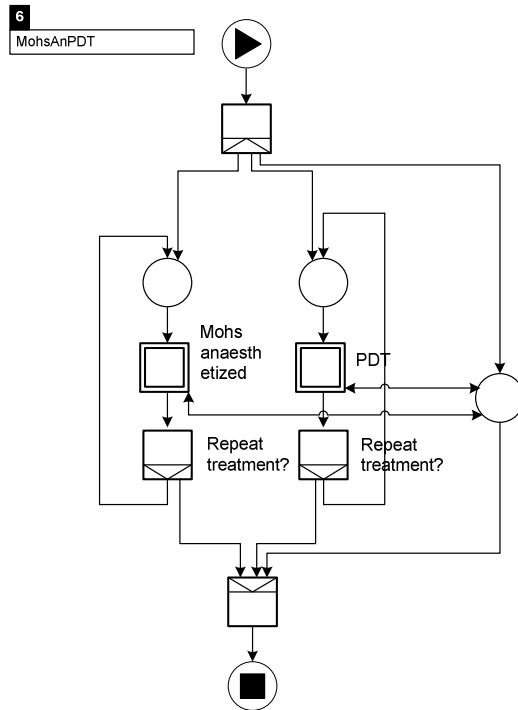 6
MohsAnPDT
Mohs
anaesth
etized
PDT
Repeat
treatment?
Repeat
treatment?